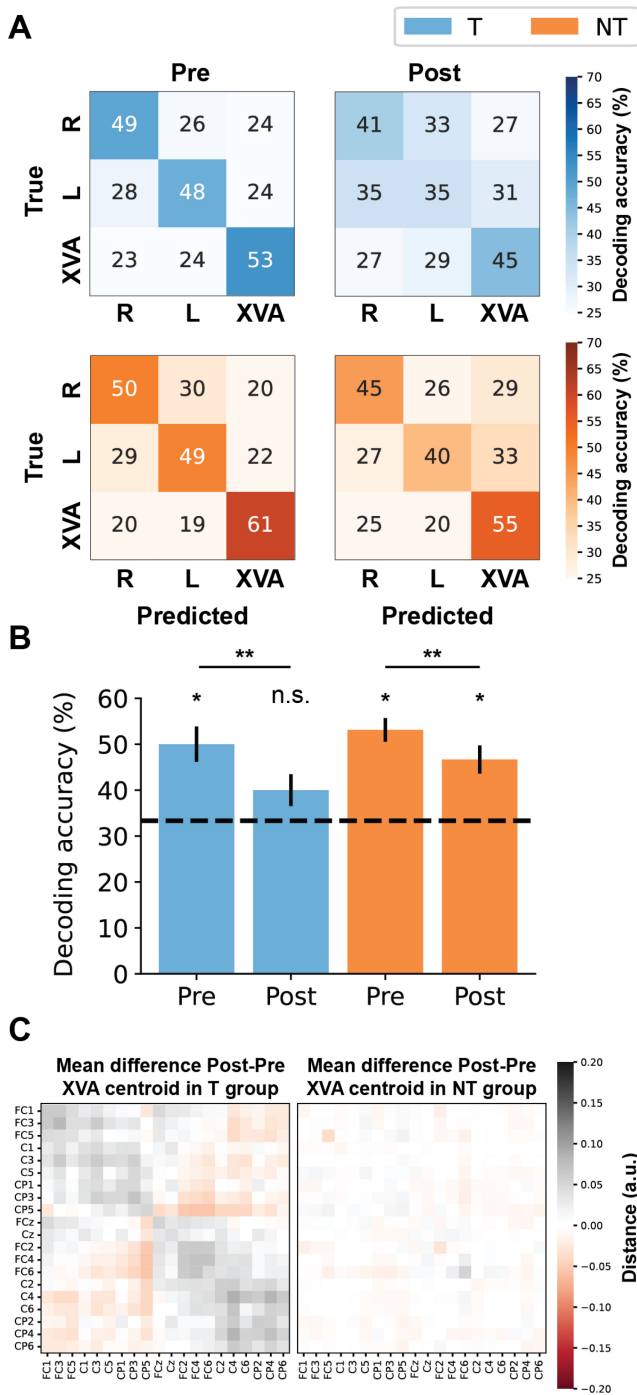 A
T NT
Pre Post
70
65
60
55
50
45
40
35
30
25
Decoding accuracy (%)
True
R 49 26 24
L 28 48 24
XVA 23 24 53
R L XVA
41 33 27
35 35 31
27 29 45
R L XVA
70
65
60
55
50
45
40
35
30
25
Decoding accuracy (%)
True
R 50 30 20
L 29 49 22
XVA 20 19 61
R L XVA
Predicted
45 26 29
27 40 33
25 20 55
R L XVA
Predicted
B
** **
* n.s. * *
Decoding accuracy (%)
60
50
40
30
20
10
0
Pre Post Pre Post
C
Mean difference Post-Pre
XVA centroid in T group
Mean difference Post-Pre
XVA centroid in NT group
FC1
FC3
FC5
C1
C3
C5
CP1
CP3
CP5
FCz
Cz
FC2
FC4
FC6
C2
C4
C6
CP2
CP4
CP6
FC1 FC3 FC5 C1 C3 C5 CP1 CP3 CP5 FCz Cz FC2 FC4 FC6 C2 C4 C6 CP2 CP4 CP6
FC1 FC3 FC5 C1 C3 C5 CP1 CP3 CP5 FCz Cz FC2 FC4 FC6 C2 C4 C6 CP2 CP4 CP6
0.20
0.15
0.10
0.05
0.00
−0.05
−0.10
−0.15
−0.20
Distance (a.u.)